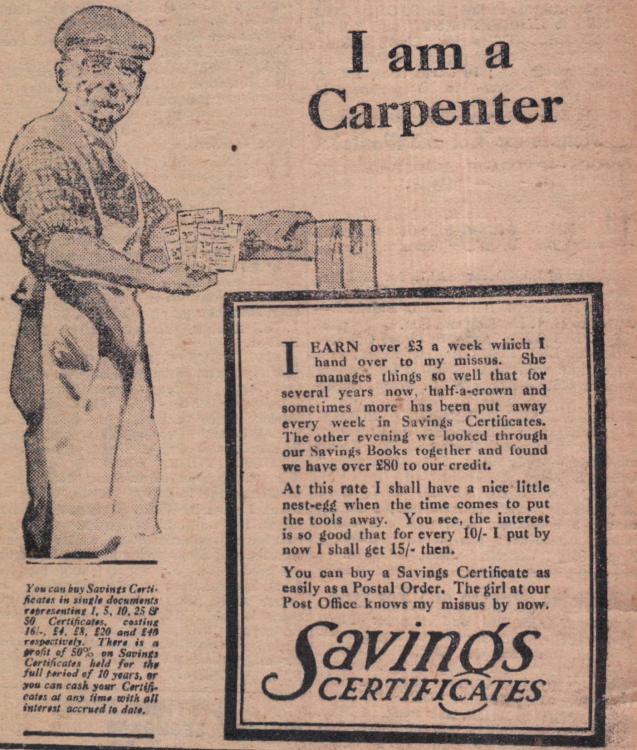 I am a
Carpenter
I EARN over £3 a week which I
hand over to my missus. She
manages things so well that for
several years now, half-a-crown and
sometimes more has been put away
every week in Savings Certificates.
The other evening we looked through
our Savings Books together and found
we have over £80 to our credit.
At this rate I shall have a nice little
nest-egg when the time comes to put
the tools away. You see, the interest
is so good that for every 10/- I put by
now I shall get 15/- then.
You can buy a Savings Certificate as
easily as a Postal Order. The girl at our
Post Office knows my missus by now.
Savings
CERTIFICATES
You can buy Savings Certi-
ficates in single documents
representing 1, 5, 10, 25 &
50 Certificates, costing
16/-, £4, £8, £20 and £40
respectively. There is a
profit of 50% on Savings
Certificates held for the
full period of 10 years, or
you can cash your Certifi-
cates at any time with all
interest accrued to date.